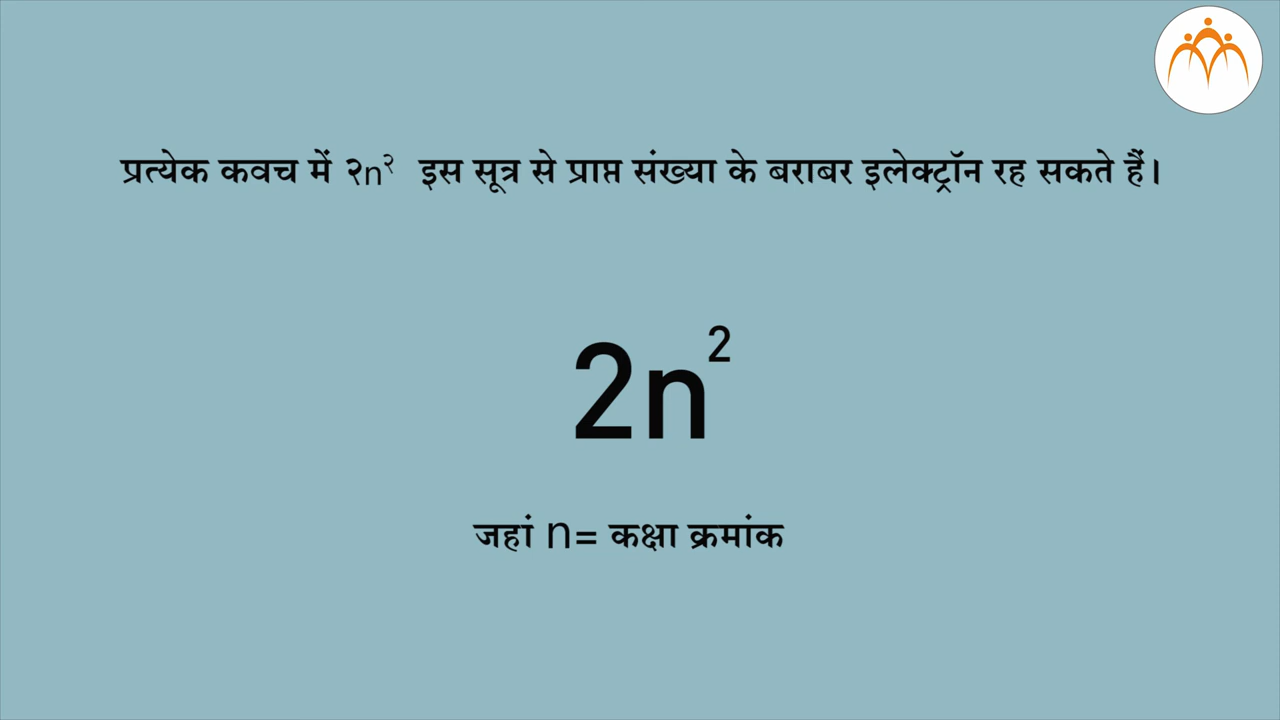 प्रत्येक कवच में २n² इस सूत्र से प्राप्त संख्या के बराबर इलेक्ट्रॉन रह सकते हैं।
2n²
जहां n= कक्षा क्रमांक